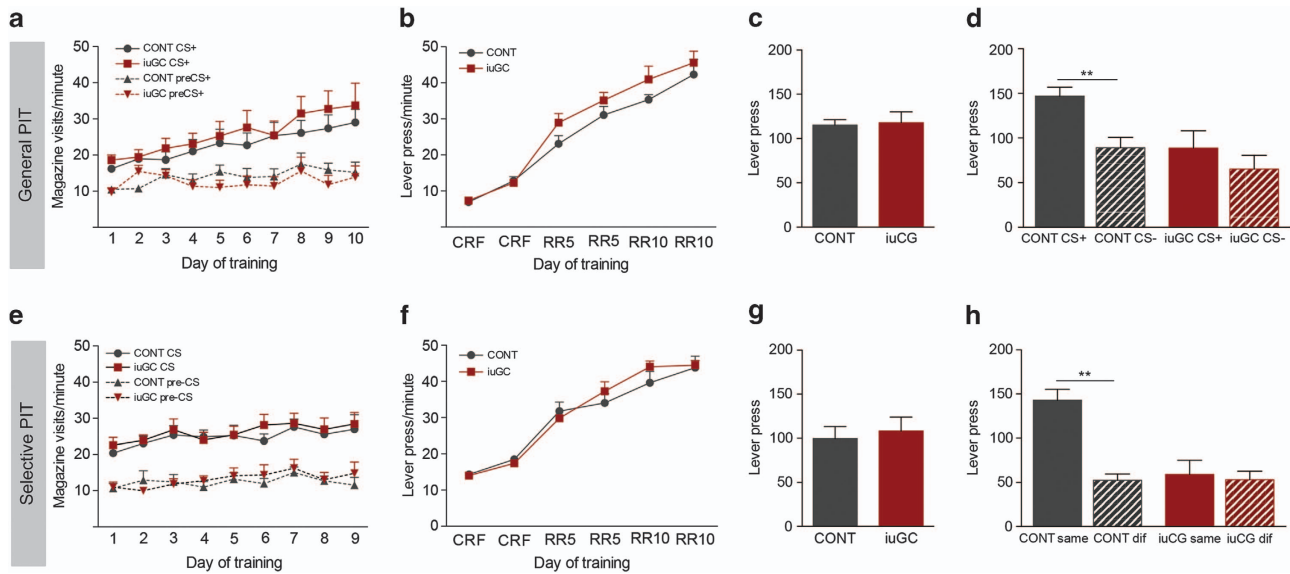 a
General PIT
Magazine visits/minute
50
40
30
20
10
CONT CS+
iuGC CS+
CONT preCS+
iuGC preCS+
1 2 3 4 5 6 7 8 9 10
Day of training
b
Lever press/minute
50
40
30
20
10
CONT
iuGC
CRF CRF RR5 RR5 RR10 RR10
Day of training
c
Lever press
200
150
100
50
0
CONT iuCG
d
Lever press
200
150
100
50
0
**
CONT CS+ CONT CS- iuGC CS+ iuGC CS-
e
Selective PIT
Magazine visits/minute
50
40
30
20
10
0
CONT CS
iuGC CS
CONT pre-CS
iuGC pre-CS
1 2 3 4 5 6 7 8 9
Day of training
f
Lever press/minute
50
40
30
20
10
0
CONT
iuGC
CRF CRF RR5 RR5 RR10 RR10
Day of training
g
Lever press
200
150
100
50
0
CONT iuGC
h
Lever press
200
150
100
50
0
**
CONT same CONT dif iuCG same iuCG dif